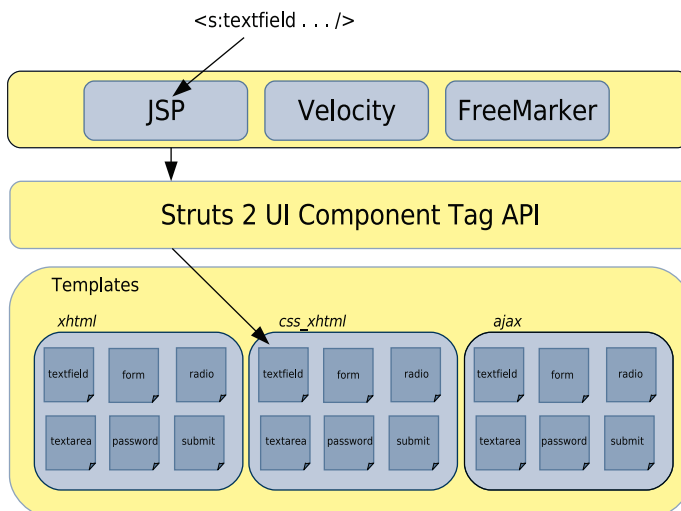 <s:textfield . . ./>
JSP
Velocity
FreeMarker
Struts 2 UI Component Tag API
Templates
xhtml
css_xhtml
ajax
textfield
form
radio
textfield
form
radio
textfield
form
radio
textarea
password
submit
textarea
password
submit
textarea
password
submit